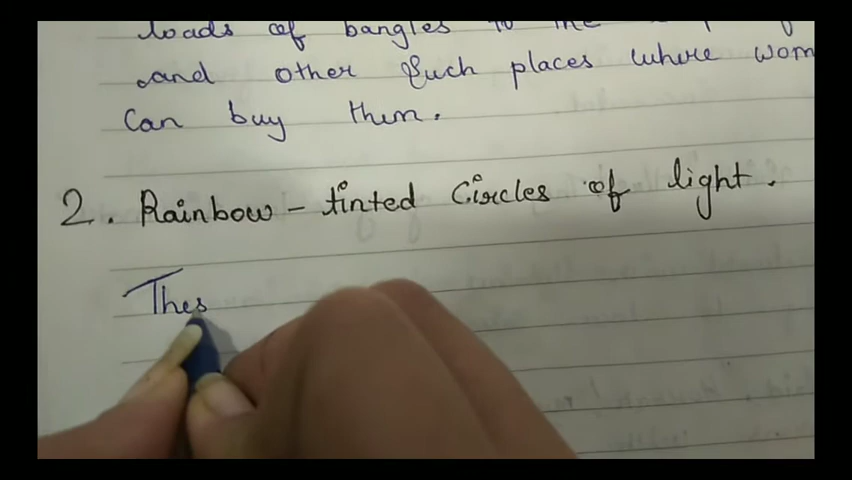 loads of bangles to the
and other such places where wom
can buy them.
2. Rainbow - tinted Circles of light.
Thes